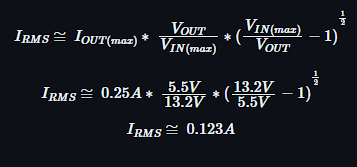 I_RMS ≅ I_OUT(max) * V_OUT/V_IN(max) * (V_IN(max)/V_OUT − 1)^(1/2)
I_RMS ≅ 0.25A * 5.5V/13.2V * (13.2V/5.5V − 1)^(1/2)
I_RMS ≅ 0.123A